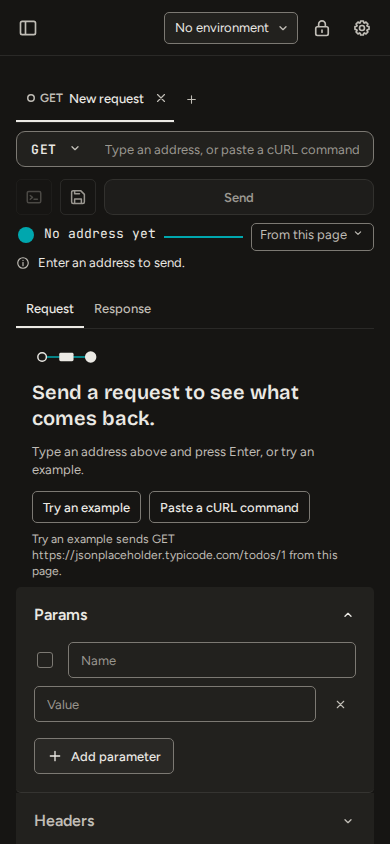 No environment
GET New request
GET Type an address, or paste a cURL command
Send
No address yet From this page
Enter an address to send.
Request Response
Send a request to see what
comes back.
Type an address above and press Enter, or try an
example.
Try an example Paste a cURL command
Try an example sends GET
https://jsonplaceholder.typicode.com/todos/1 from this
page.
Params
Name
Value
Add parameter
Headers